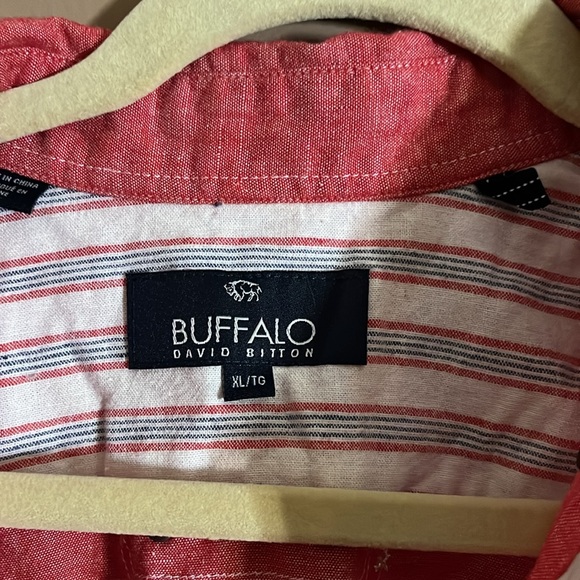 IN CHINA
BUFFALO
DAVID BITTON
XL/TG